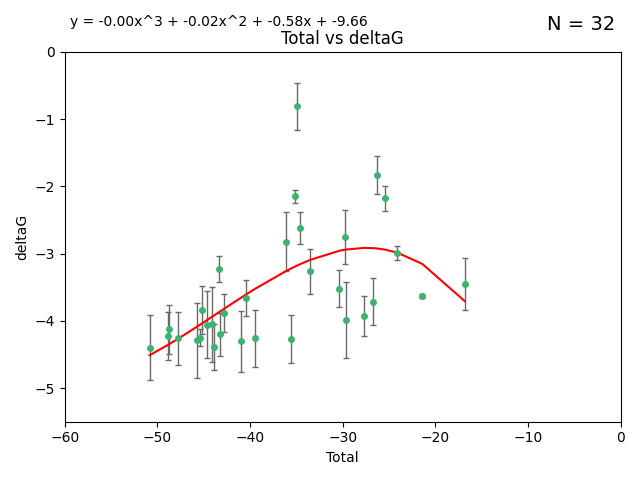 y = -0.00x^3 + -0.02x^2 + -0.58x + -9.66
N = 32
Total vs deltaG
0
−1
−2
−3
−4
−5
deltaG
−60
−50
−40
−30
−20
−10
0
Total